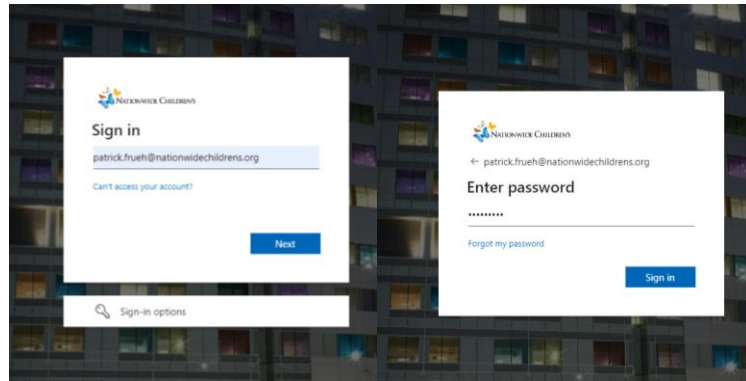 NATIONWIDE CHILDREN'S
Sign in
patrick.frueh@nationwidechildrens.org
Can't access your account?
Next
Sign-in options
NATIONWIDE CHILDREN'S
← patrick.frueh@nationwidechildrens.org
Enter password
•••••••••
Forgot my password
Sign in